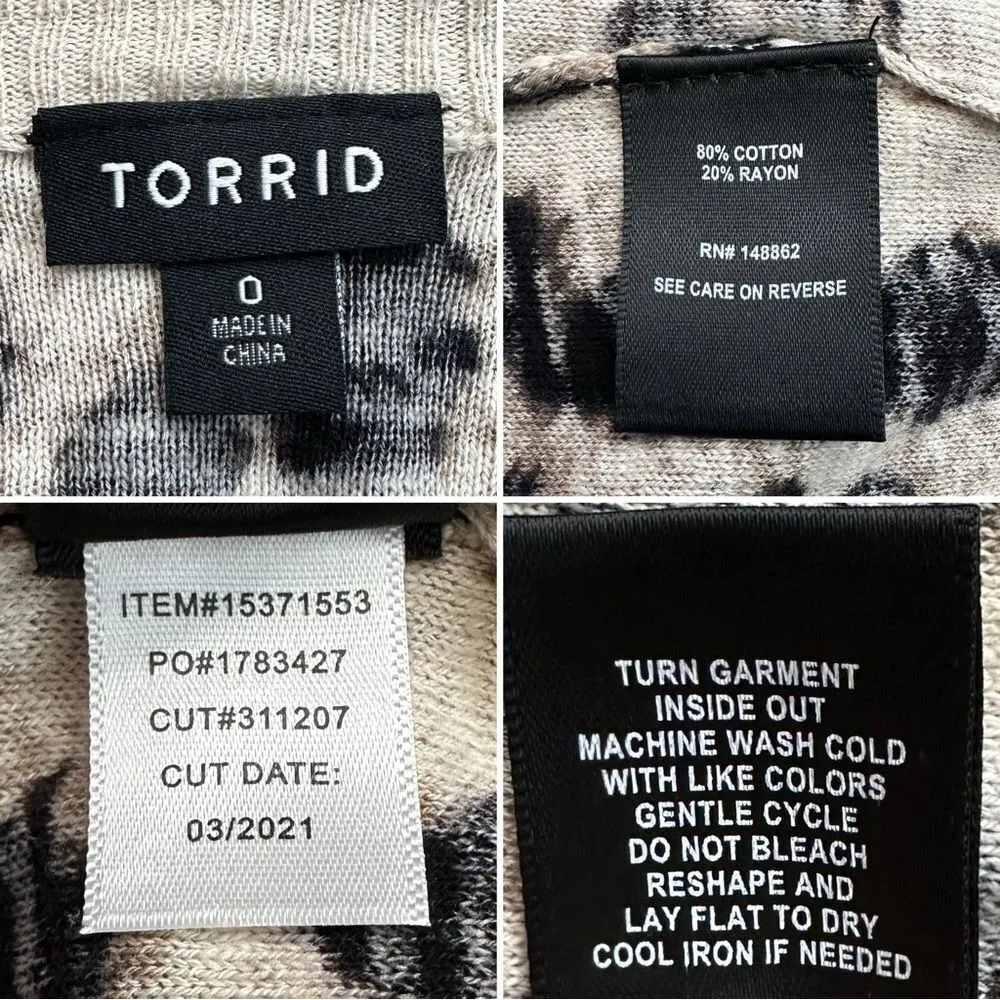 TORRID
0
MADE IN
CHINA
80% COTTON
20% RAYON
RN# 148862
SEE CARE ON REVERSE
ITEM#15371553
PO#1783427
CUT#311207
CUT DATE:
03/2021
TURN GARMENT
INSIDE OUT
MACHINE WASH COLD
WITH LIKE COLORS
GENTLE CYCLE
DO NOT BLEACH
RESHAPE AND
LAY FLAT TO DRY
COOL IRON IF NEEDED